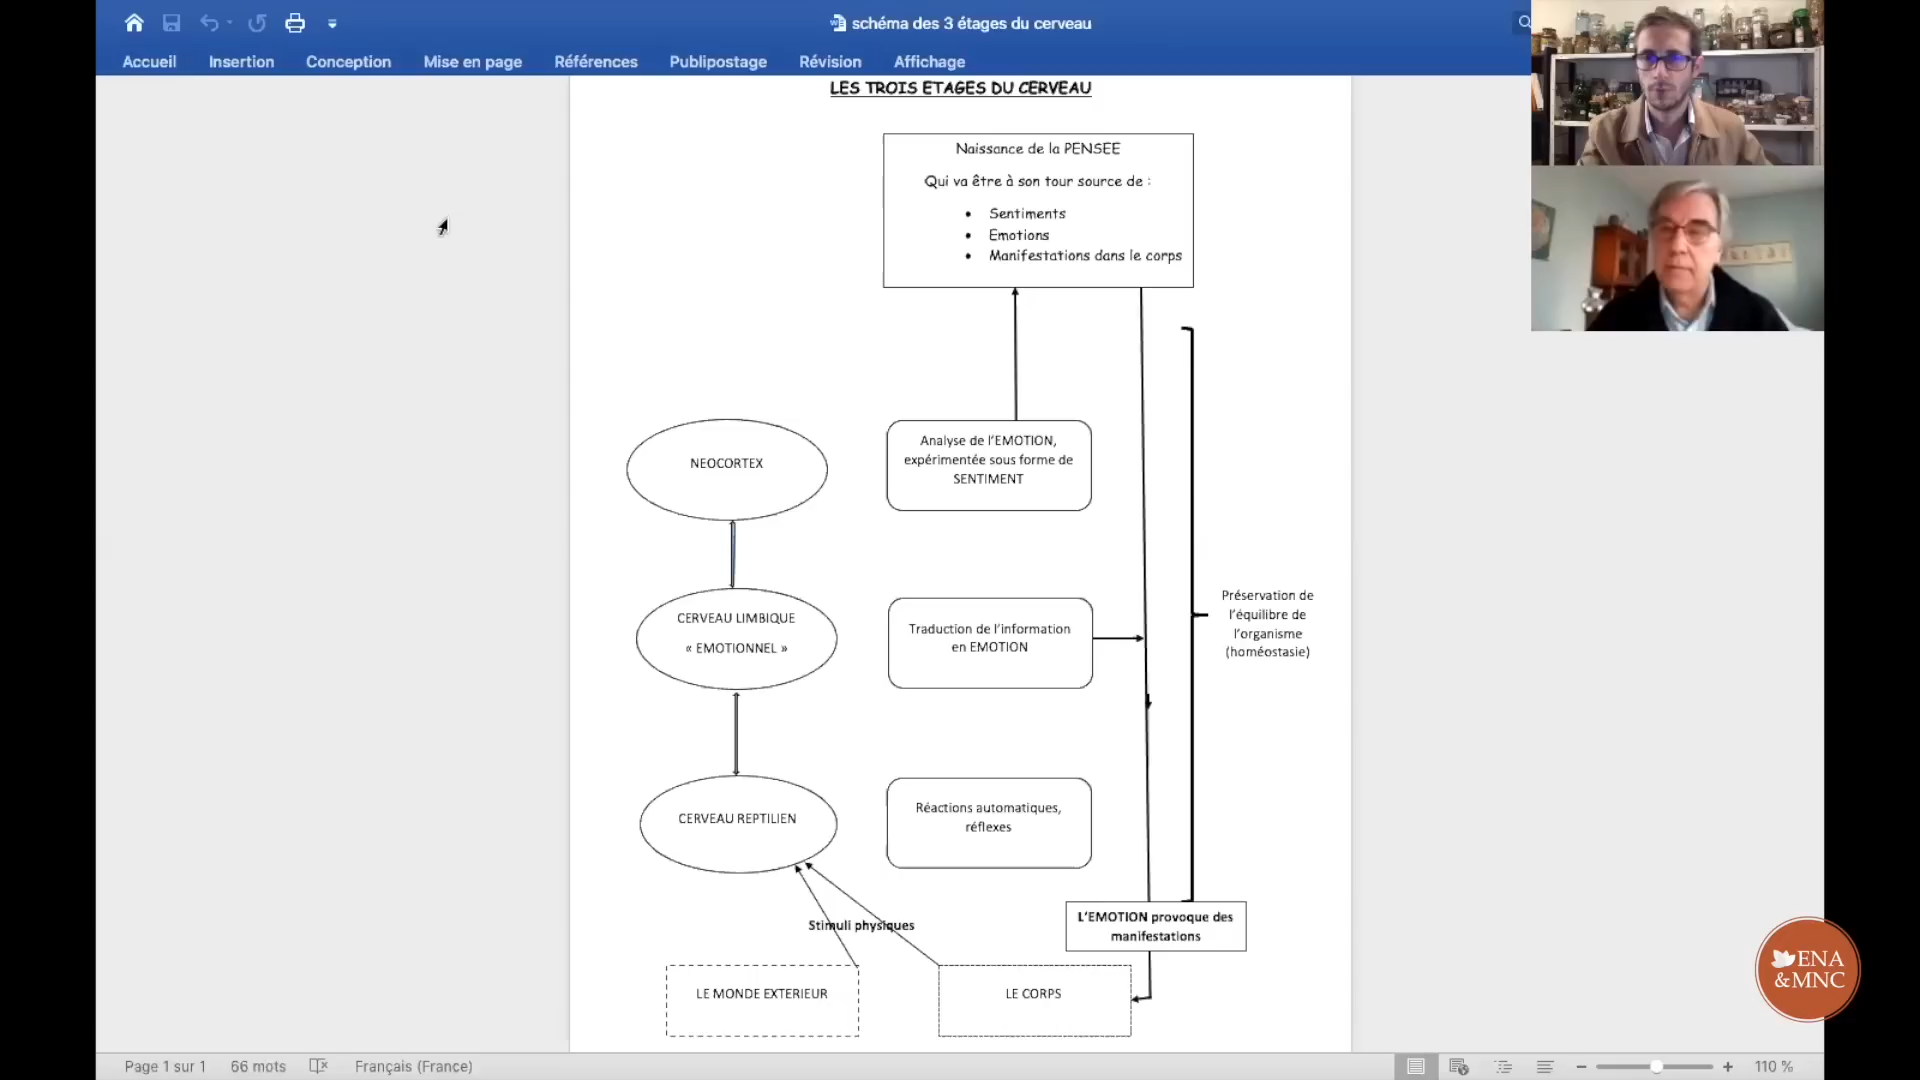 schéma des 3 étages du cerveau
Accueil Insertion Conception Mise en page Références Publipostage Révision Affichage
LES TROIS ETAGES DU CERVEAU
Naissance de la PENSEE
Qui va être à son tour source de :
• Sentiments
• Emotions
• Manifestations dans le corps
NEOCORTEX
Analyse de l'EMOTION,
expérimentée sous forme de
SENTIMENT
CERVEAU LIMBIQUE
« EMOTIONNEL »
Traduction de l'information
en EMOTION
Préservation de
l'équilibre de
l'organisme
(homéostasie)
CERVEAU REPTILIEN
Réactions automatiques,
réflexes
Stimuli physiques
L'EMOTION provoque des
manifestations
LE MONDE EXTERIEUR
LE CORPS
ENA
&MNC
Page 1 sur 1 66 mots Français (France) 110 %